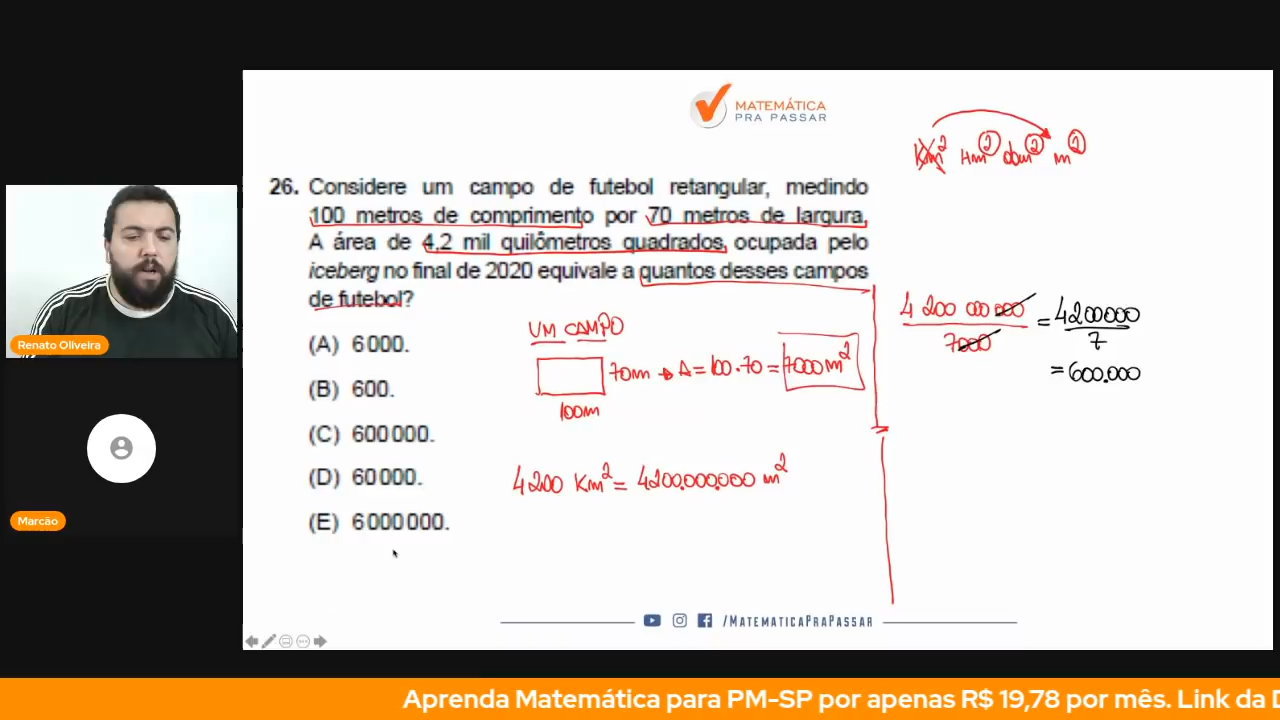 MATEMÁTICA
PRA PASSAR
Km² Hm² dam² m²
26. Considere um campo de futebol retangular, medindo
100 metros de comprimento por 70 metros de largura.
A área de 4,2 mil quilômetros quadrados, ocupada pelo
iceberg no final de 2020 equivale a quantos desses campos
de futebol?
(A) 6 000.
(B) 600.
(C) 600 000.
(D) 60 000.
(E) 6 000 000.
UM CAMPO
70m → A = 100.70 = 7000 m²
100m
4200 Km² = 4200.000.000 m²
4 200 000 000 = 4200000
7000 7
= 600.000
Renato Oliveira
Marcão
/MATEMATICAPRAPASSAR
Aprenda Matemática para PM-SP por apenas R$ 19,78 por mês. Link da D